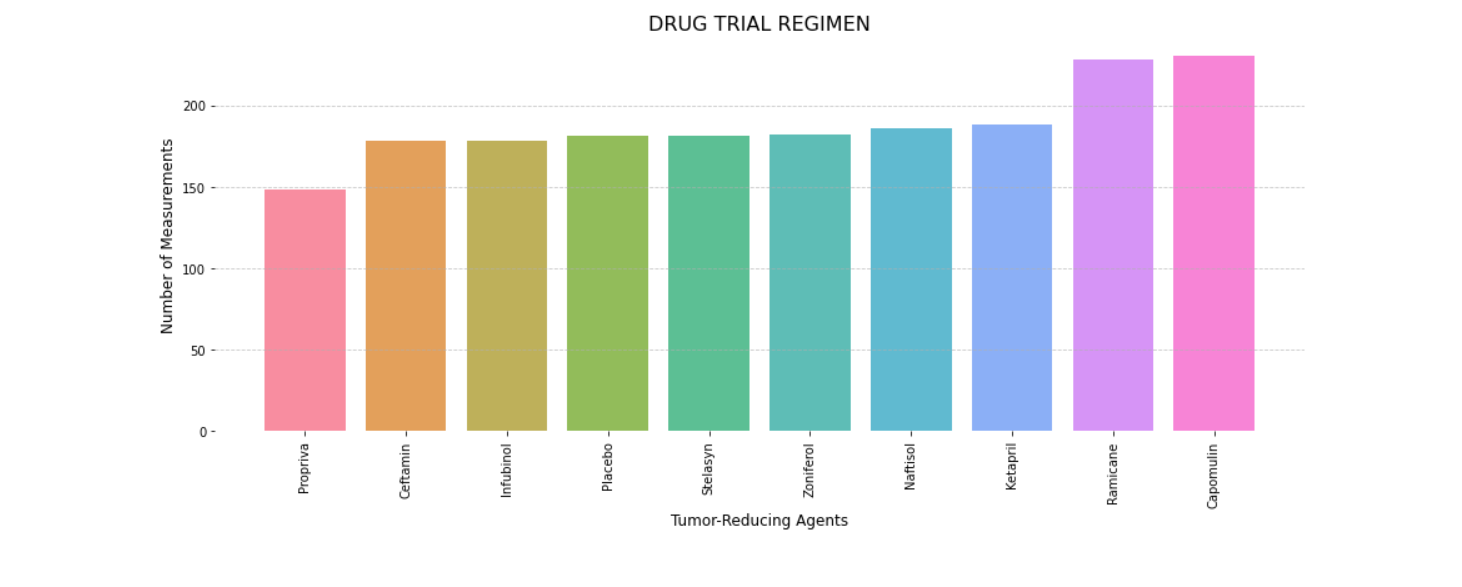 DRUG TRIAL REGIMEN
Number of Measurements
200
150
100
50
0
Propriva
Ceftamin
Infubinol
Placebo
Stelasyn
Zoniferol
Naftisol
Ketapril
Ramicane
Capomulin
Tumor-Reducing Agents